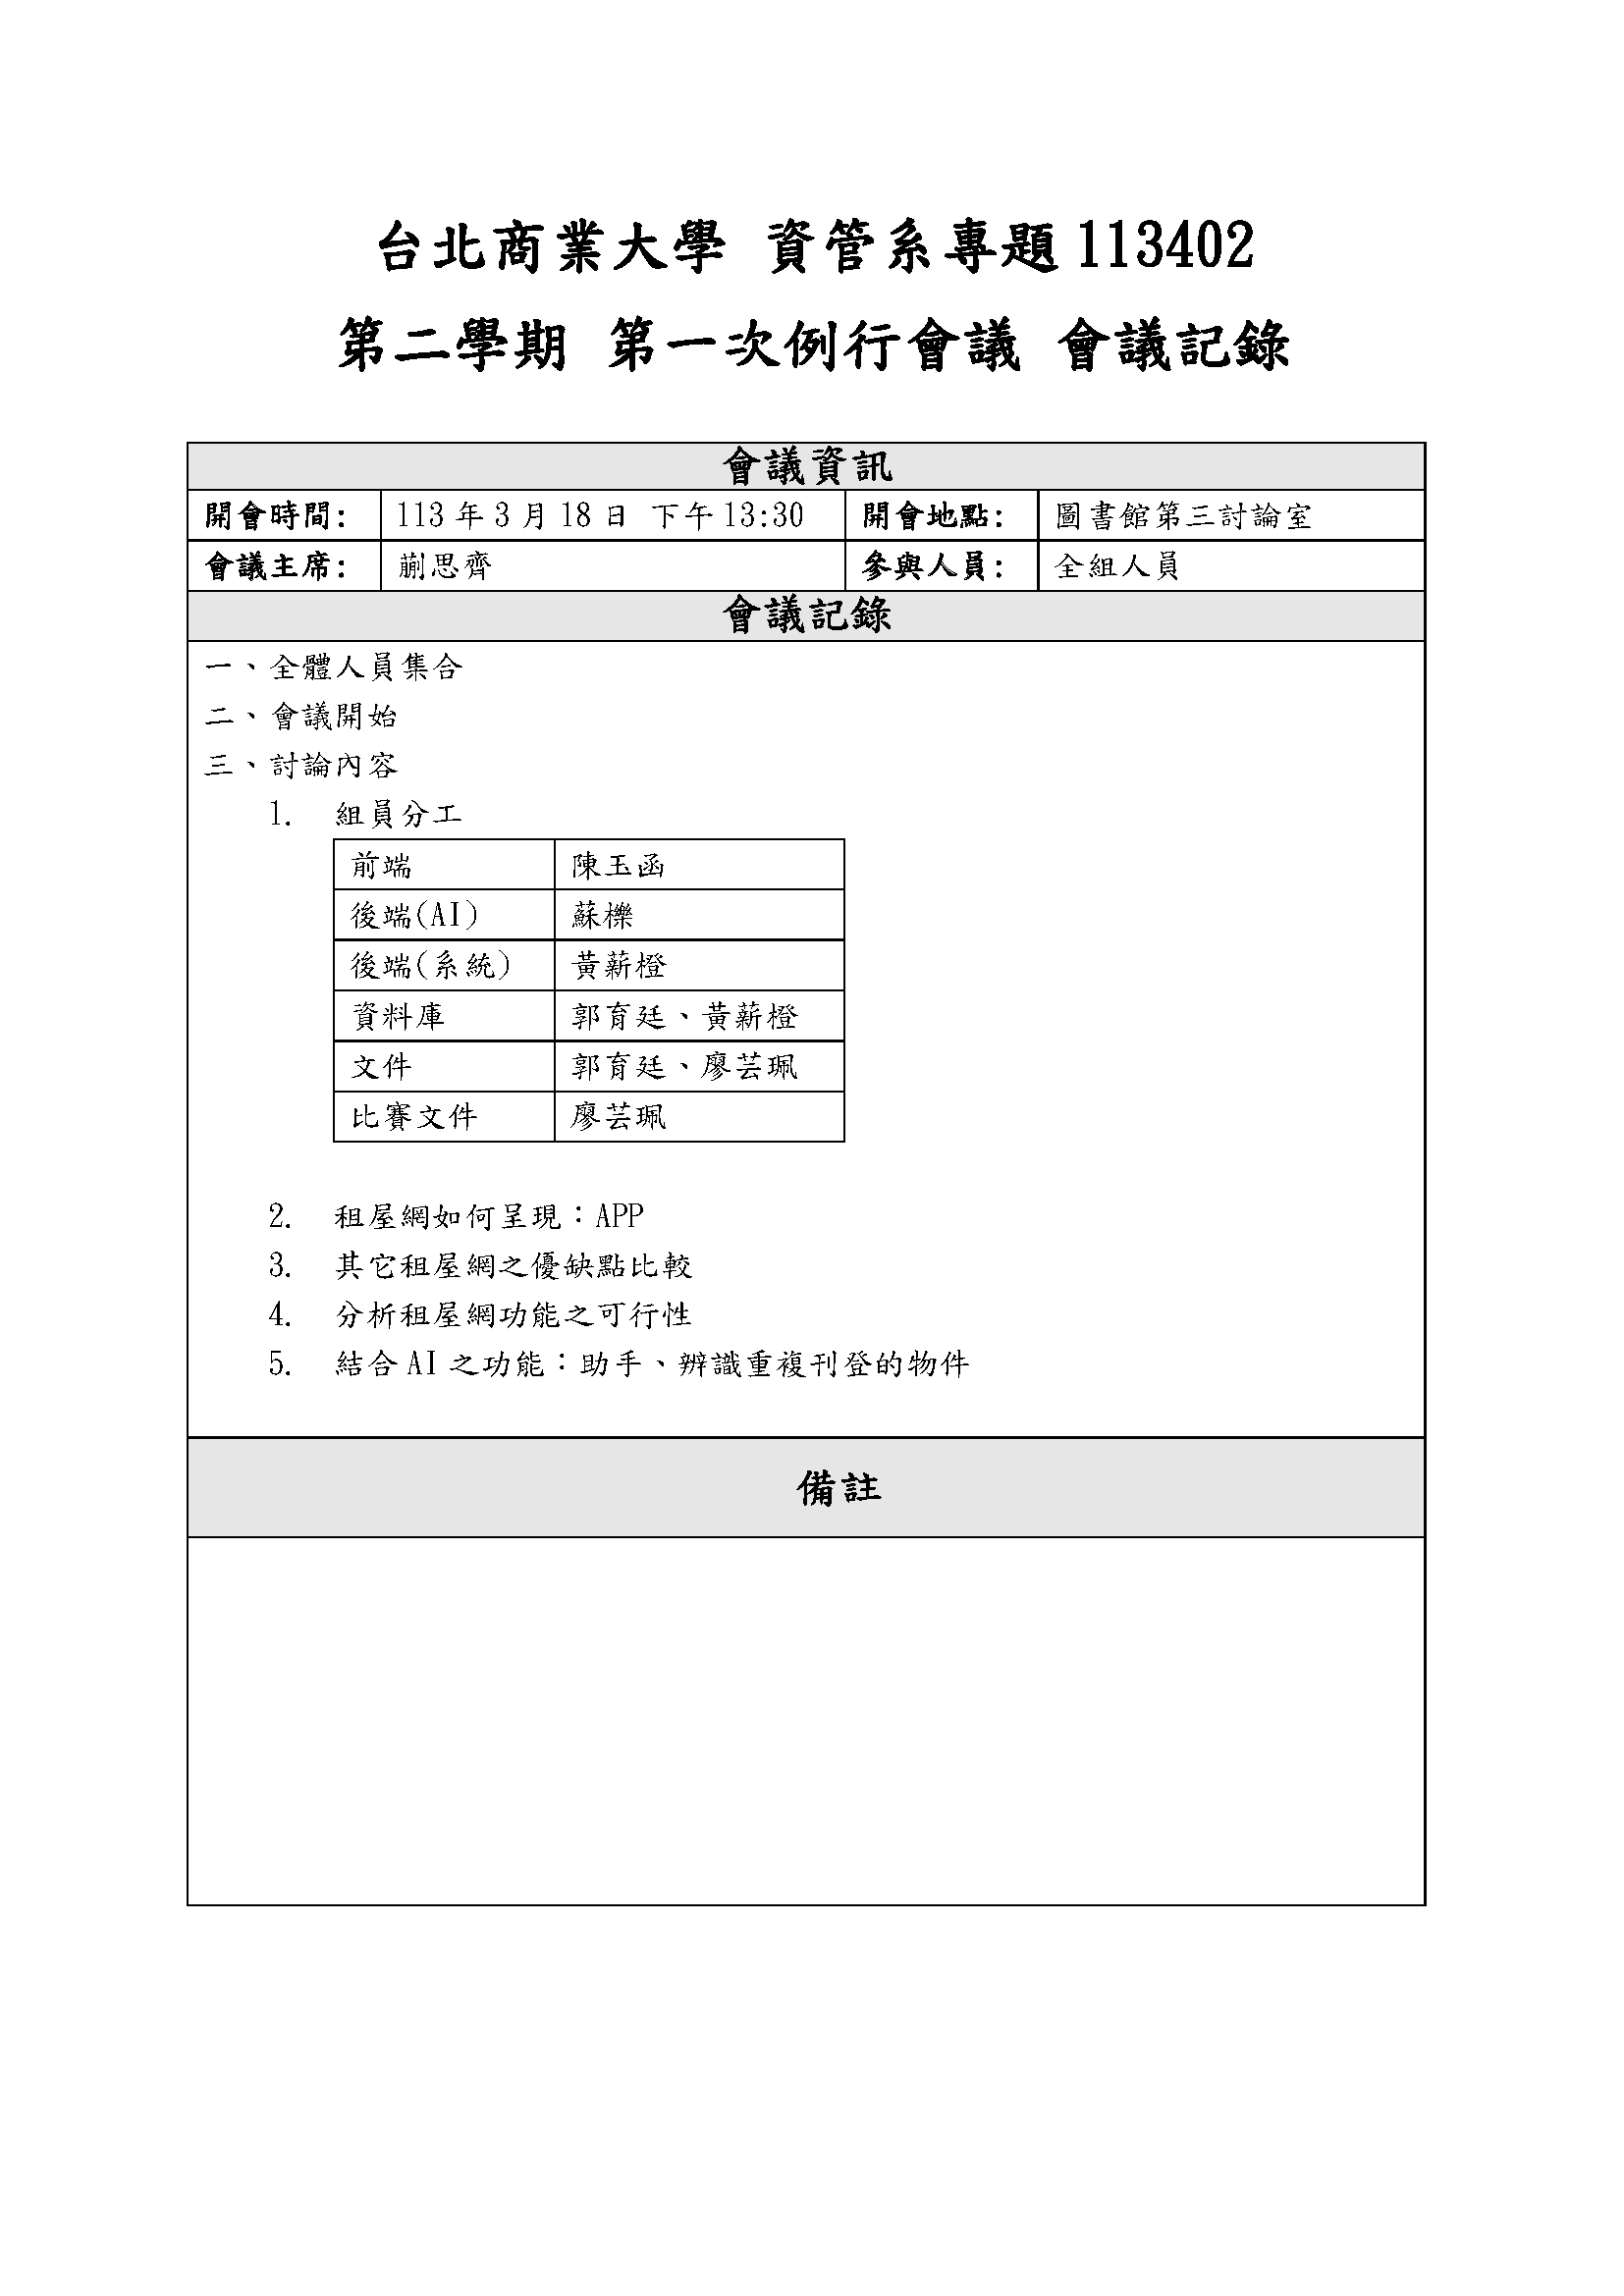 台北商業大學 資管系專題113402
第二學期 第一次例行會議 會議記錄
會議資訊
開會時間: 113年3月18日 下午13:30 開會地點: 圖書館第三討論室
會議主席: 蒯思齊 參與人員: 全組人員
會議記錄
一、全體人員集合
二、會議開始
三、討論內容
1. 組員分工
前端 陳玉函
後端(AI) 蘇櫟
後端(系統) 黃薪橙
資料庫 郭育廷、黃薪橙
文件 郭育廷、廖芸珮
比賽文件 廖芸珮
2. 租屋網如何呈現：APP
3. 其它租屋網之優缺點比較
4. 分析租屋網功能之可行性
5. 結合AI之功能：助手、辨識重複刊登的物件
備註